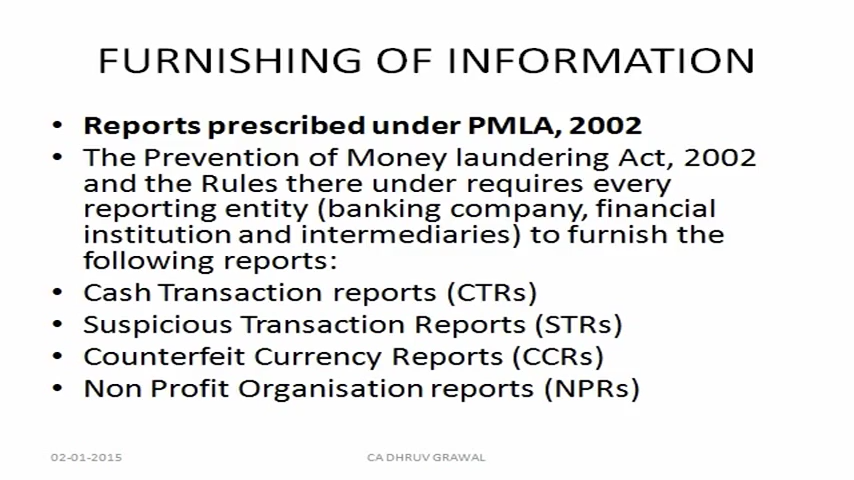 FURNISHING OF INFORMATION
• Reports prescribed under PMLA, 2002
• The Prevention of Money laundering Act, 2002
and the Rules there under requires every
reporting entity (banking company, financial
institution and intermediaries) to furnish the
following reports:
• Cash Transaction reports (CTRs)
• Suspicious Transaction Reports (STRs)
• Counterfeit Currency Reports (CCRs)
• Non Profit Organisation reports (NPRs)
02-01-2015
CA DHRUV GRAWAL